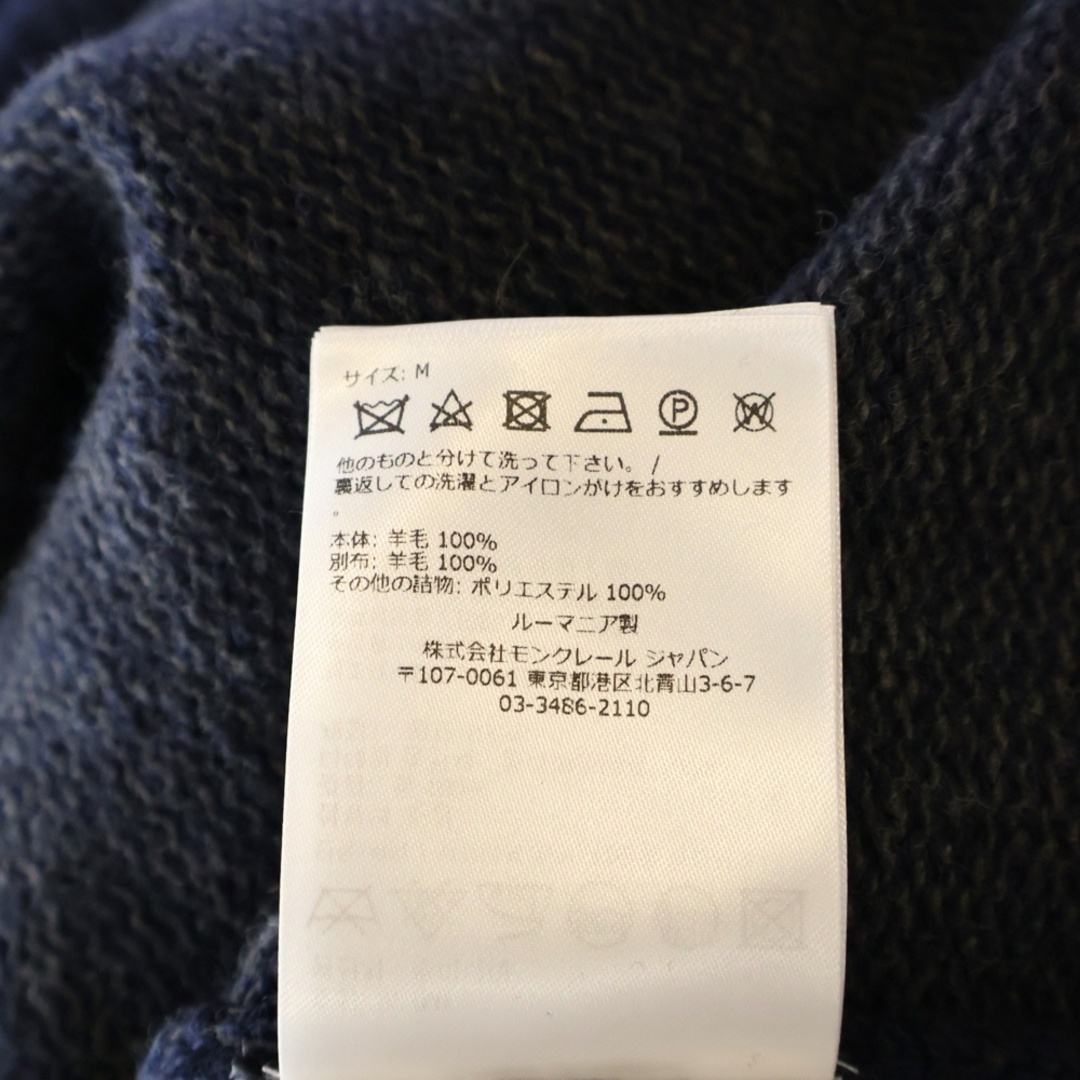 サイズ: M
他のものと分けて洗って下さい。 /
裏返しての洗濯とアイロンがけをおすすめします
。
本体: 羊毛 100%
別布: 羊毛 100%
その他の詰物: ポリエステル 100%
ルーマニア製
株式会社モンクレール ジャパン
〒107-0061 東京都港区北青山3-6-7
03-3486-2110